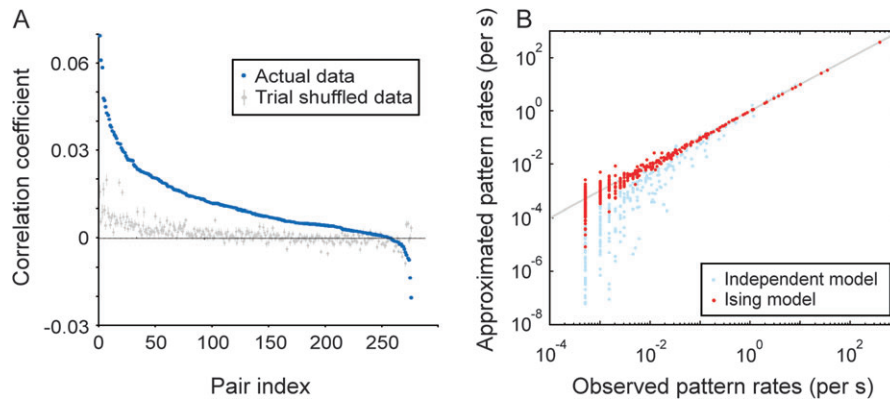 A
Correlation coefficient
0.06
0.03
0
-0.03
Actual data
Trial shuffled data
0
50
100
150
200
250
Pair index
B
Approximated pattern rates (per s)
10^2
10^0
10^-2
10^-4
10^-6
10^-8
Independent model
Ising model
10^-4
10^-2
10^0
10^2
Observed pattern rates (per s)